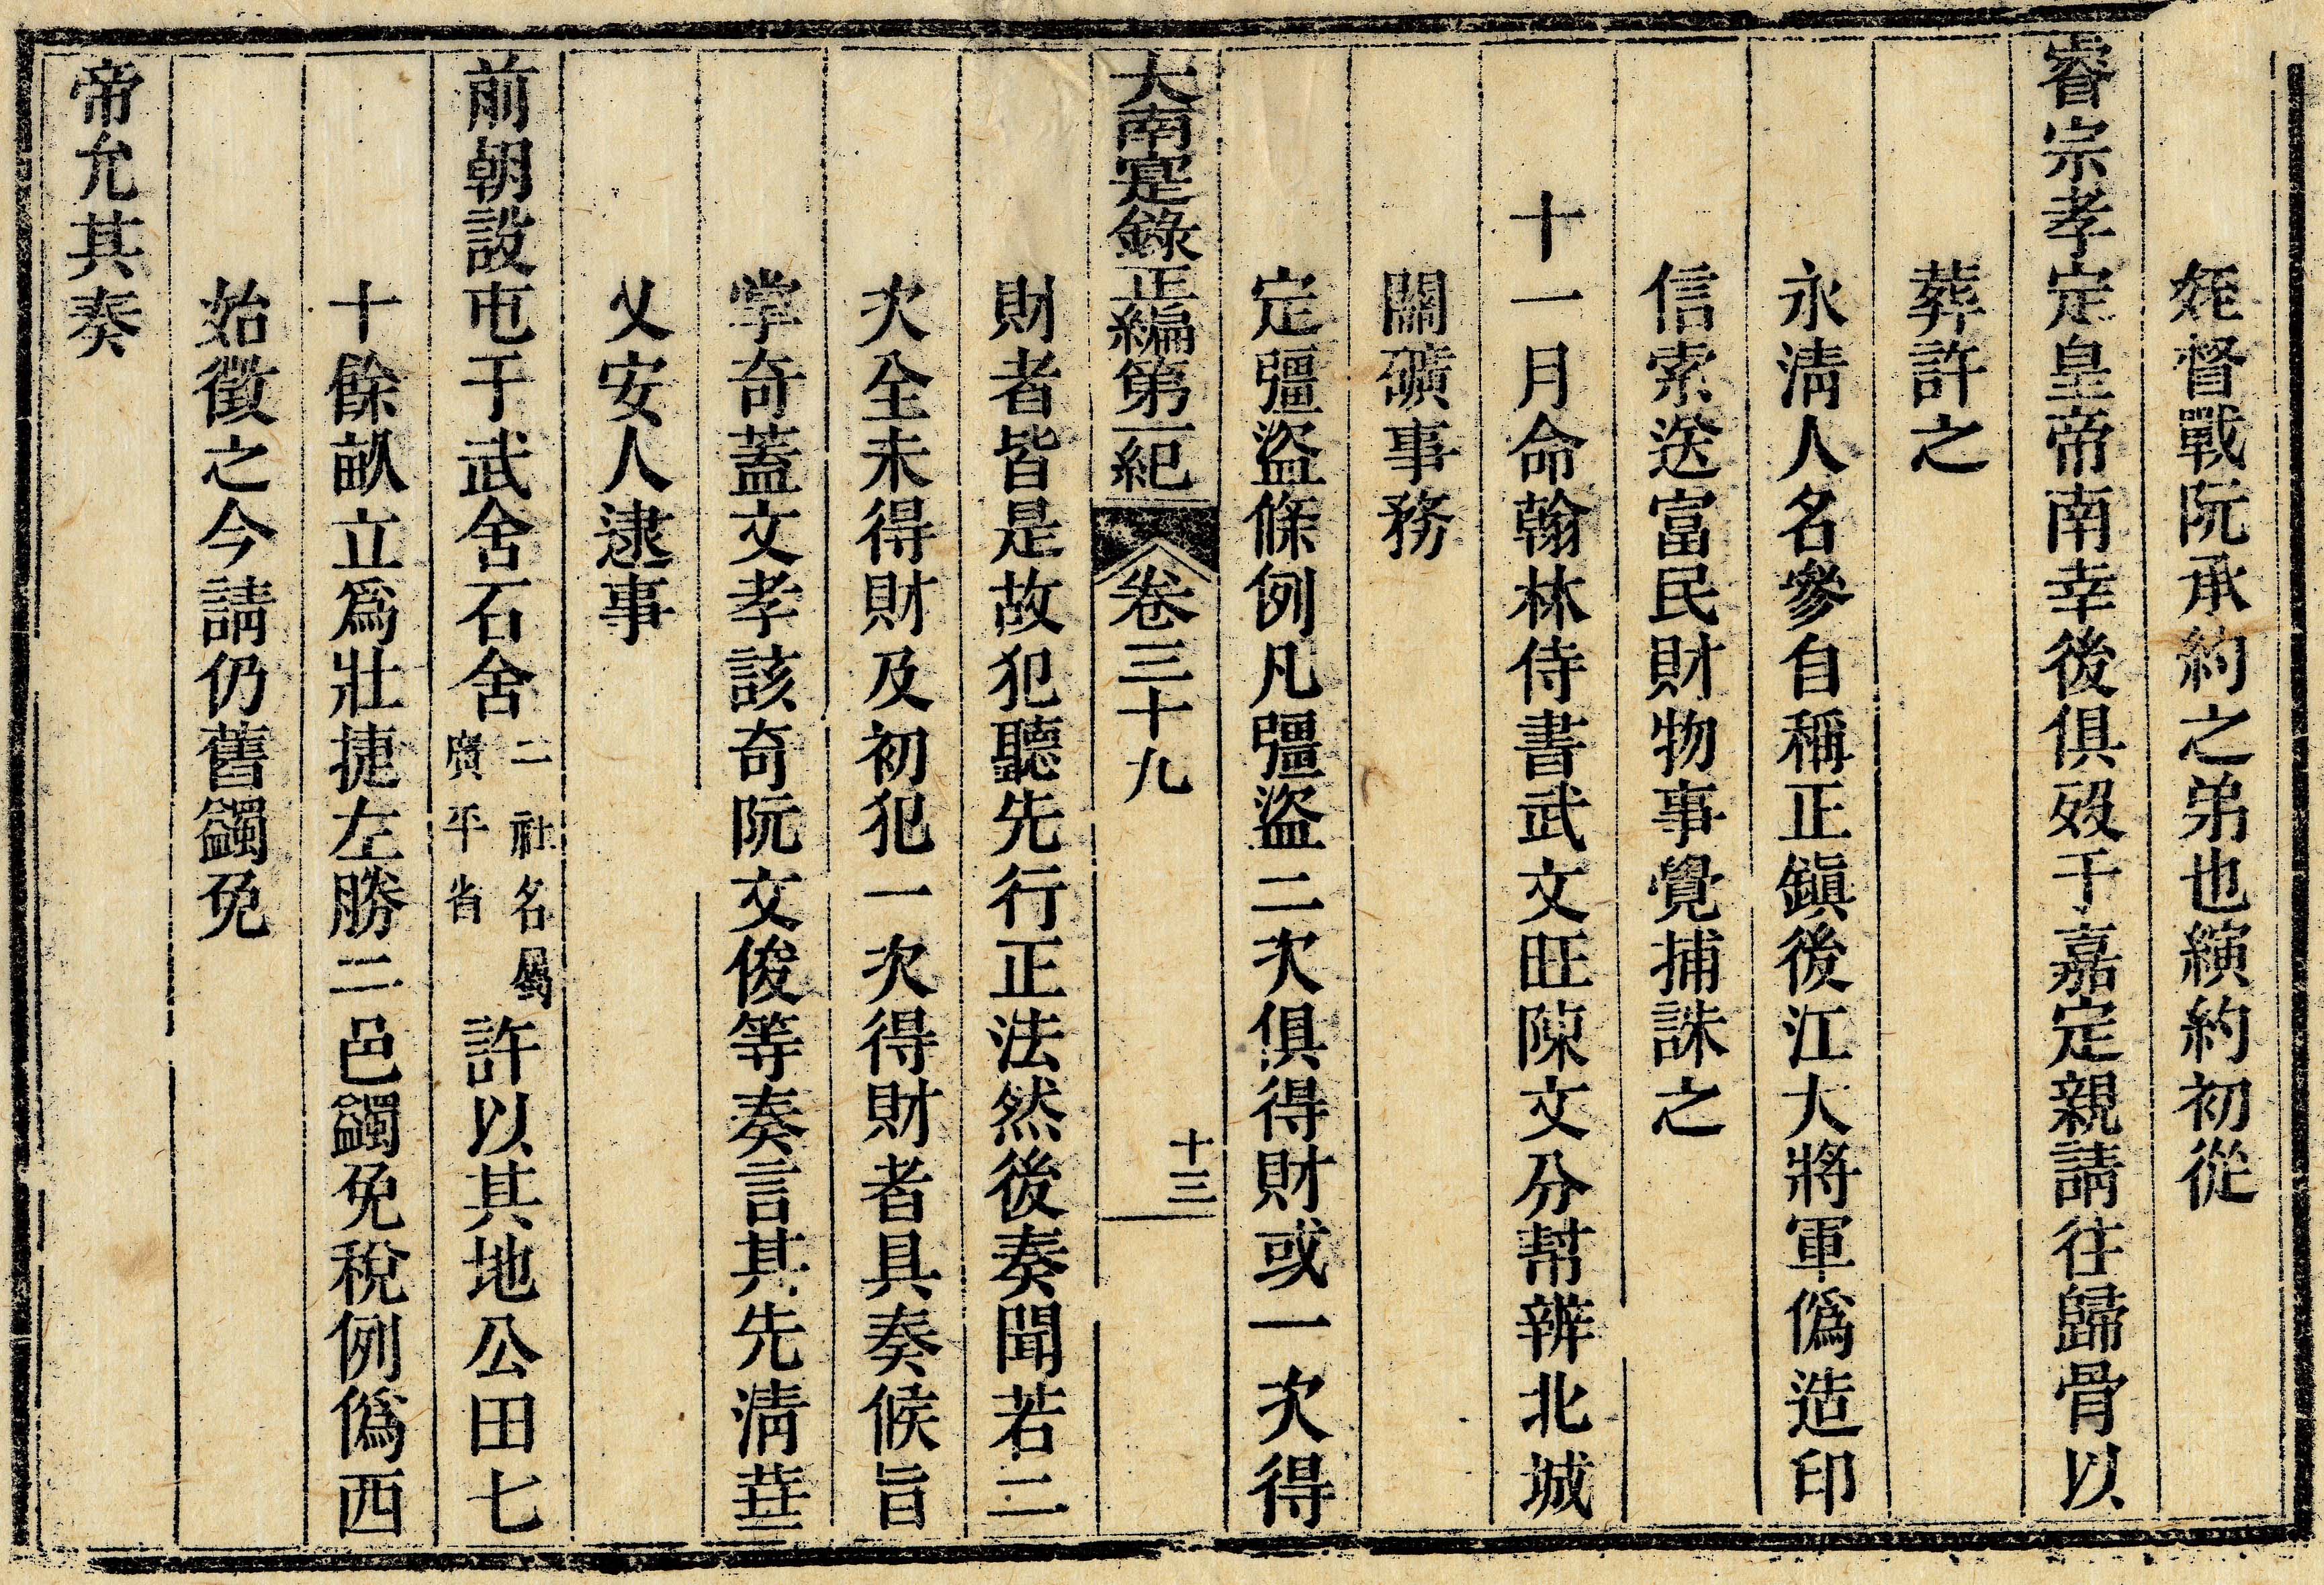 姪督戰阮承約之弟也縯約初從
睿宗孝定皇帝南幸後俱歿于嘉定親請往歸骨以
葬許之
永淸人名參自稱正鎭後江大將軍僞造印
信索送富民財物事覺捕誅之
十一月命翰林侍書武文旺陳文分幫辨北城
關礦事務
定彊盜條例凡彊盜二次俱得財或一次得
大南寔錄正編第一紀 卷三十九 十三
財者皆是故犯聽先行正法然後奏聞若二
次全未得財及初犯一次得財者具奏候旨
掌奇蓋文孝該奇阮文俊等奏言其先淸葩
乂安人逮事
前朝設屯于武舍石舍二社名屬廣平省許以其地公田七
十餘畝立爲壯捷左勝二邑蠲免稅例僞西
始徵之今請仍舊蠲免
帝允其奏